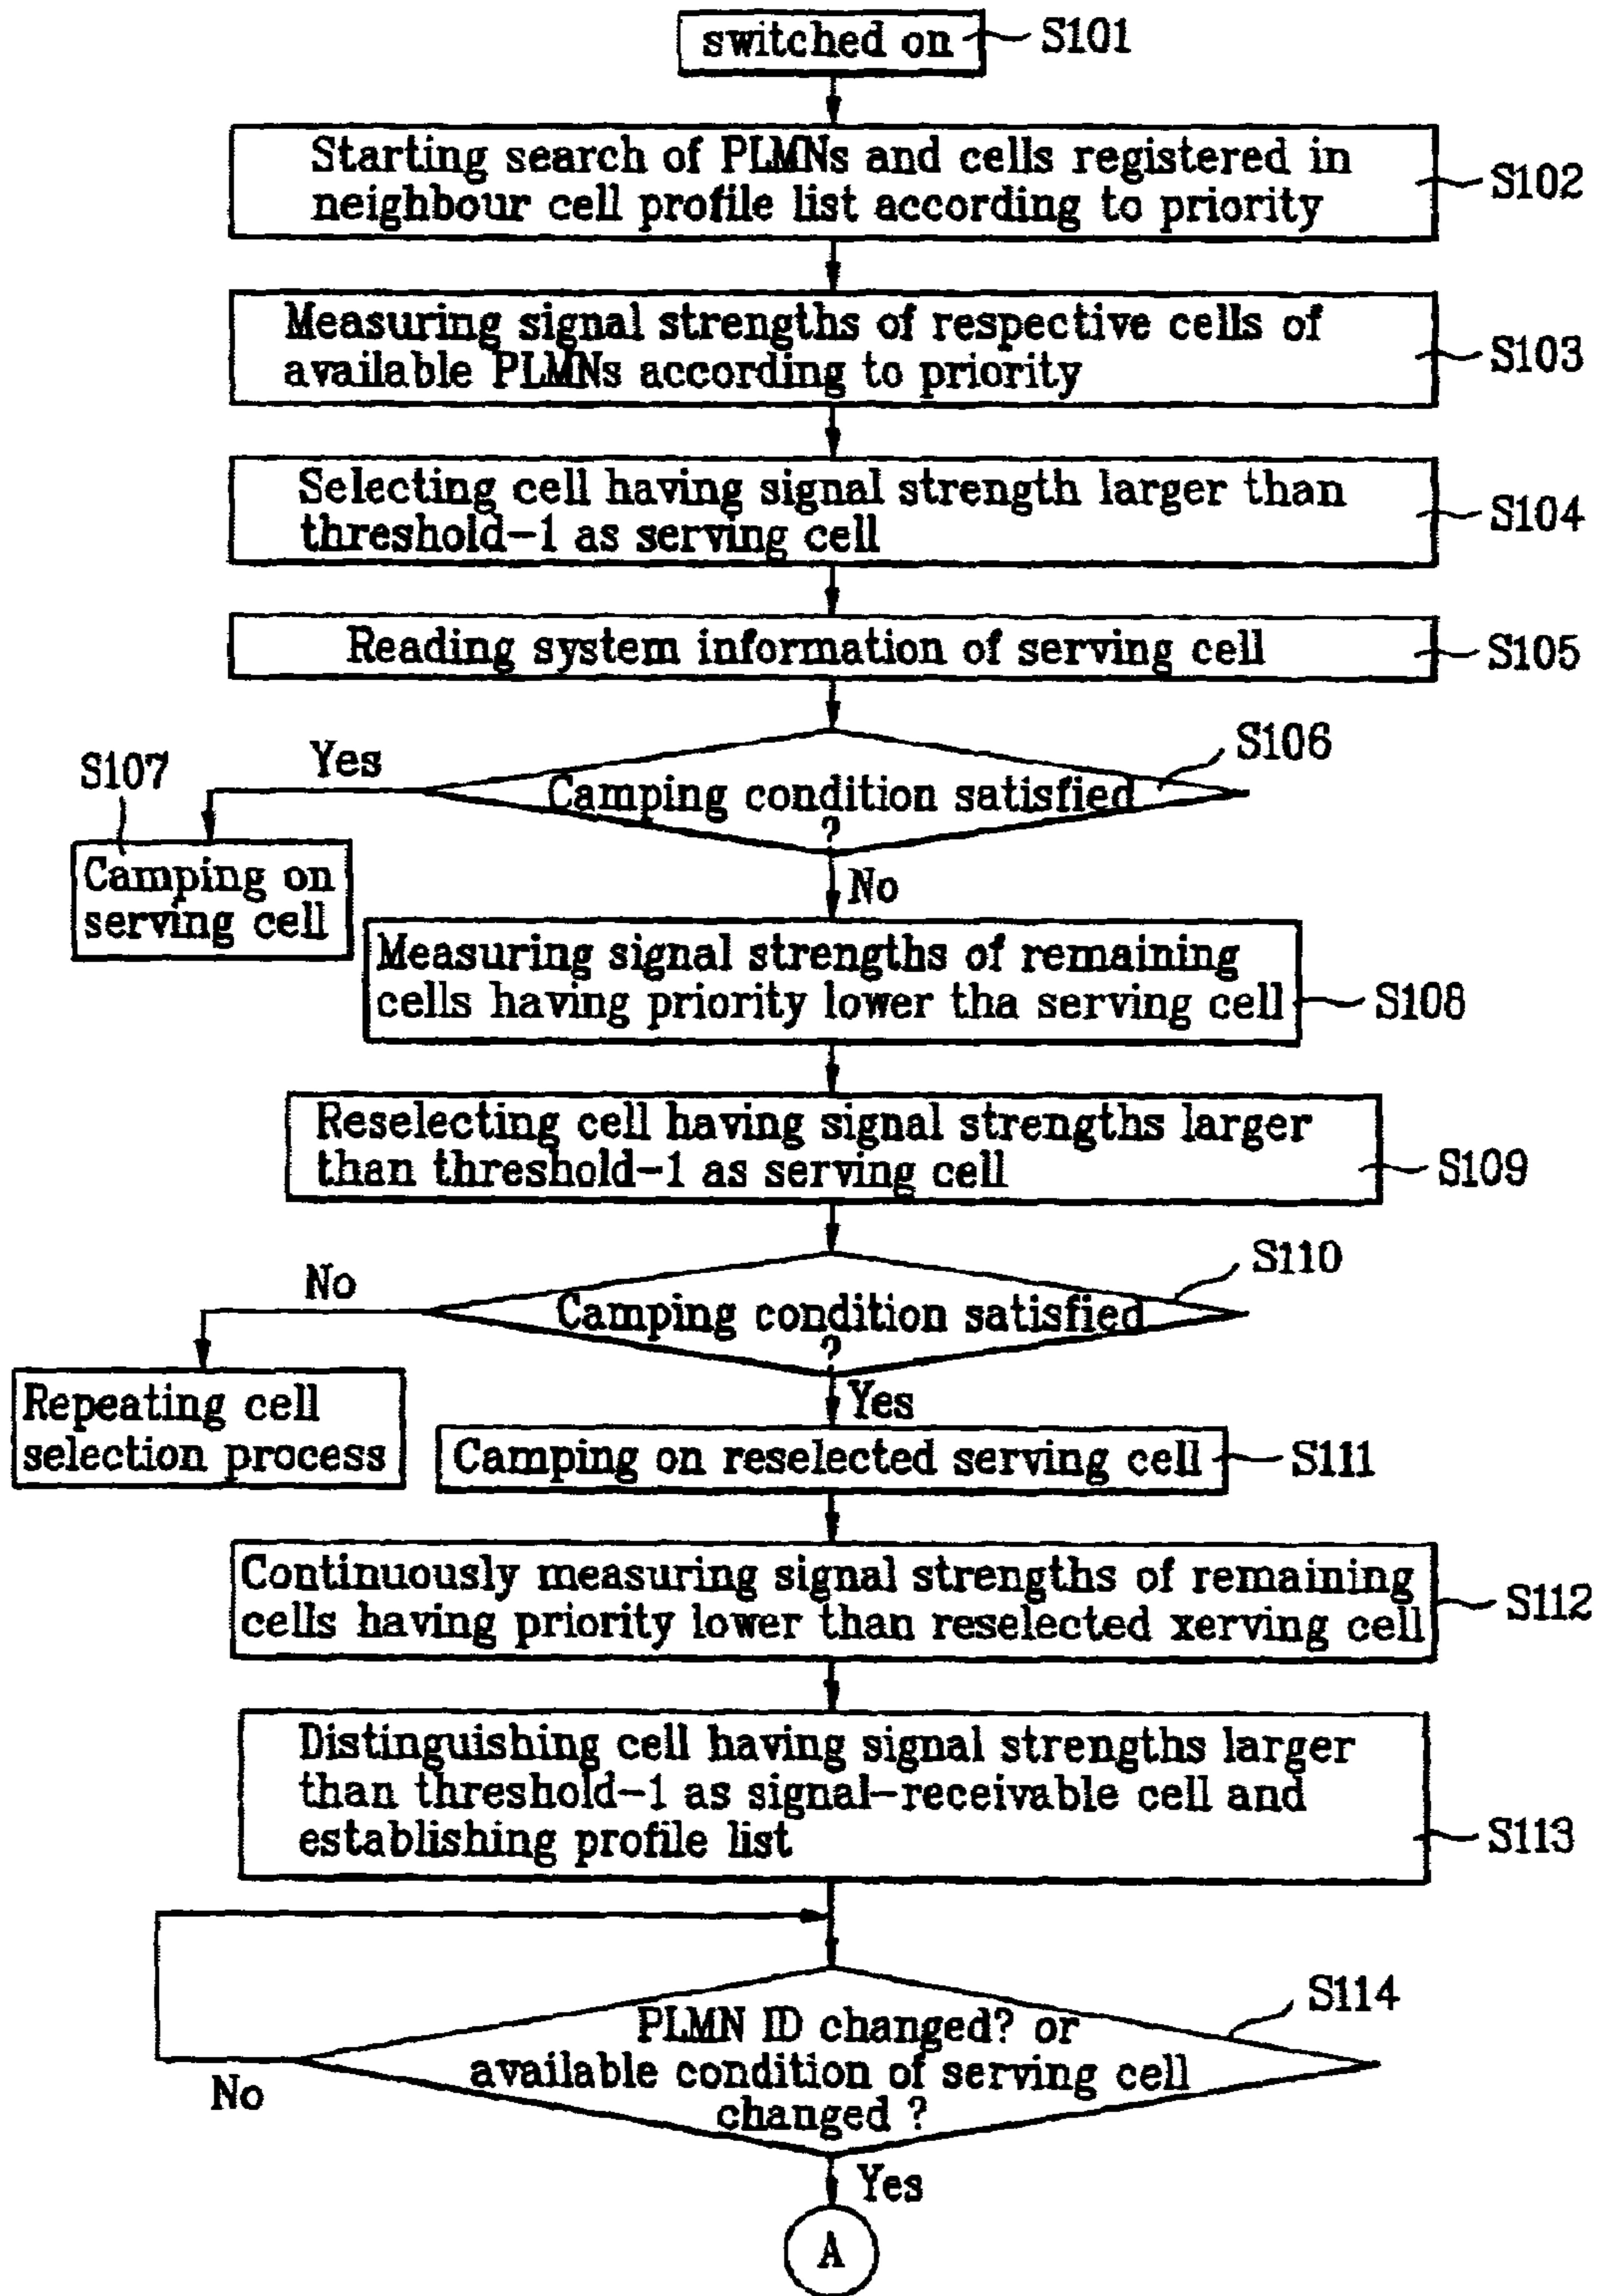 switched on
S101
Starting search of PLMNs and cells registered in
neighbour cell profile list according to priority
S102
Measuring signal strengths of respective cells of
available PLMNs according to priority
S103
Selecting cell having signal strength larger than
threshold-1 as serving cell
S104
Reading system information of serving cell
S105
S106
Camping condition satisfied
?
Yes
S107
Camping on
serving cell
No
Measuring signal strengths of remaining
cells having priority lower tha serving cell
S108
Reselecting cell having signal strengths larger
than threshold-1 as serving cell
S109
S110
Camping condition satisfied
?
No
Repeating cell
selection process
Yes
Camping on reselected serving cell
S111
Continuously measuring signal strengths of remaining
cells having priority lower than reselected xerving cell
S112
Distinguishing cell having signal strengths larger
than threshold-1 as signal-receivable cell and
establishing profile list
S113
S114
PLMN ID changed? or
available condition of serving cell
changed ?
No
Yes
A